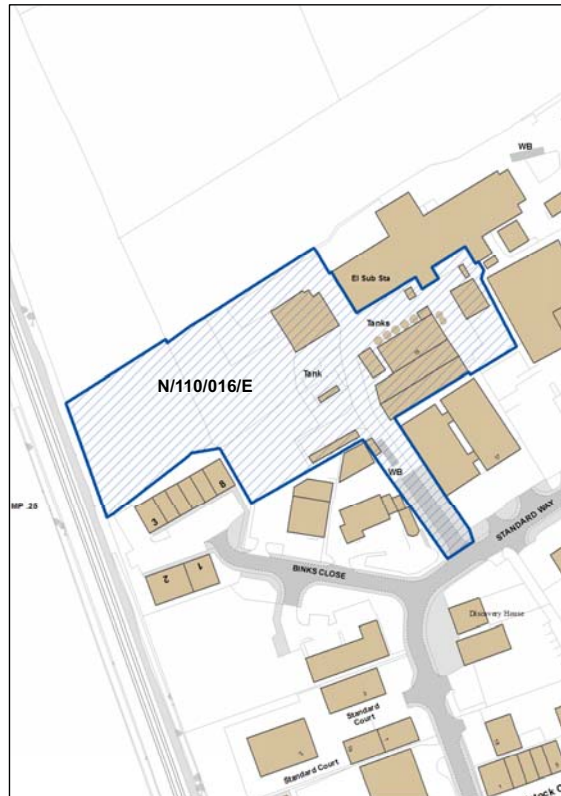 WB
El Sub Sta
Tanks
Tank
N/110/016/E
WB
8
3
MP .25
STANDARD WAY
BINKS CLOSE
1
2
Discovery House
Standard
Court
Standard Court